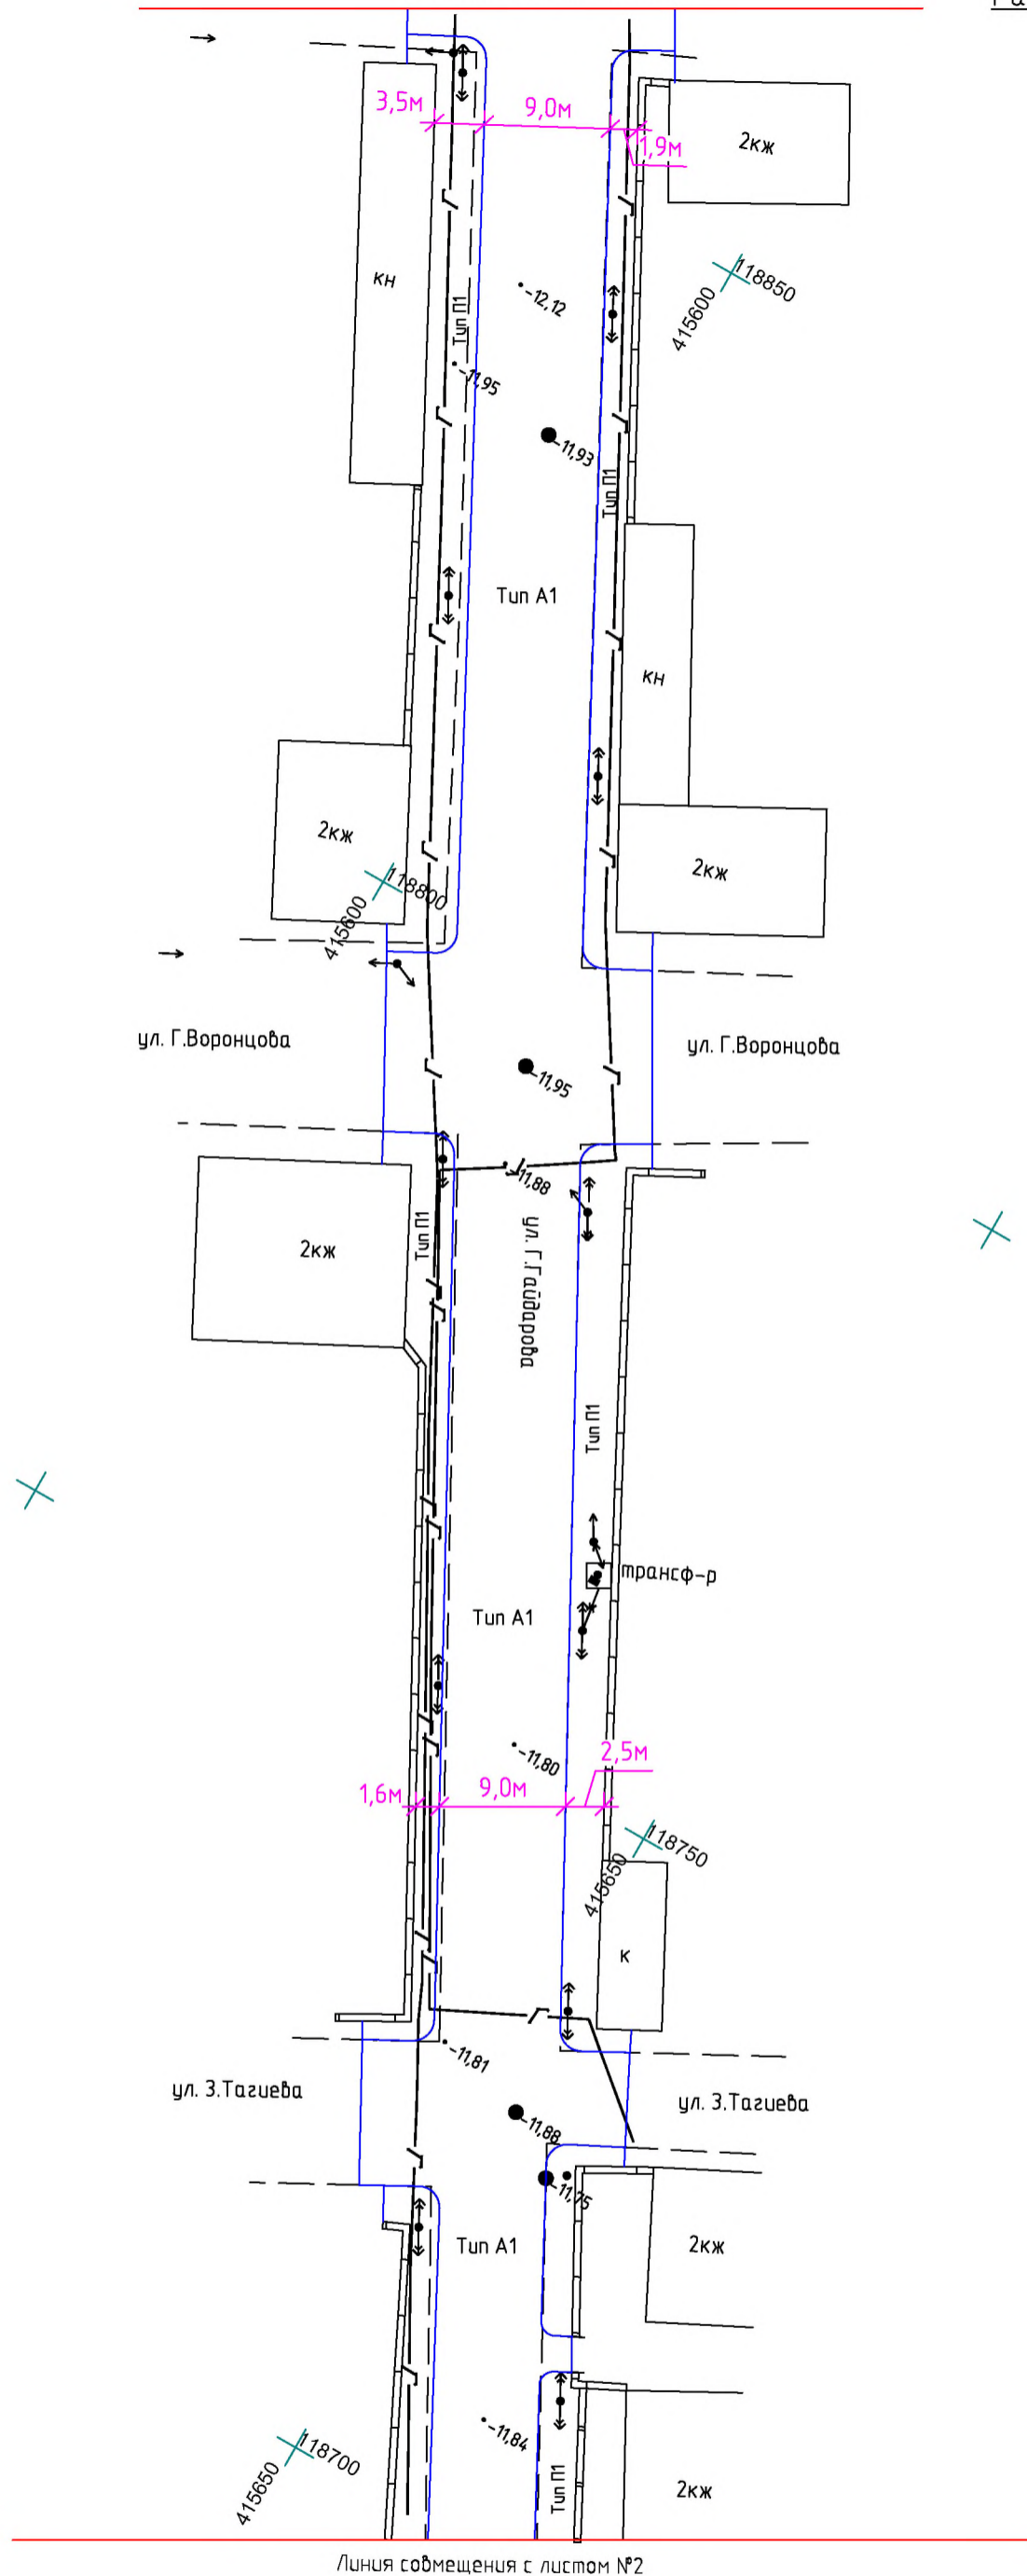 3,5м
9,0м
1,9м
2кж
кн
118850
415600
Тип П1
-12,12
-11,95
-11,93
Тип П1
Тип А1
кн
2кж
2кж
118800
415600
ул. Г.Воронцова
ул. Г.Воронцова
-11,95
-11,88
Тип П1
2кж
ул. Г.Гайдарова
Тип П1
трансф-р
Тип А1
-11,80
2,5м
1,6м
9,0м
118750
415650
к
-11,81
ул. З.Тагиева
ул. З.Тагиева
-11,88
-11,75
Тип А1
2кж
-11,84
118700
415650
Тип П1
2кж
Линия совмещения с листом №2